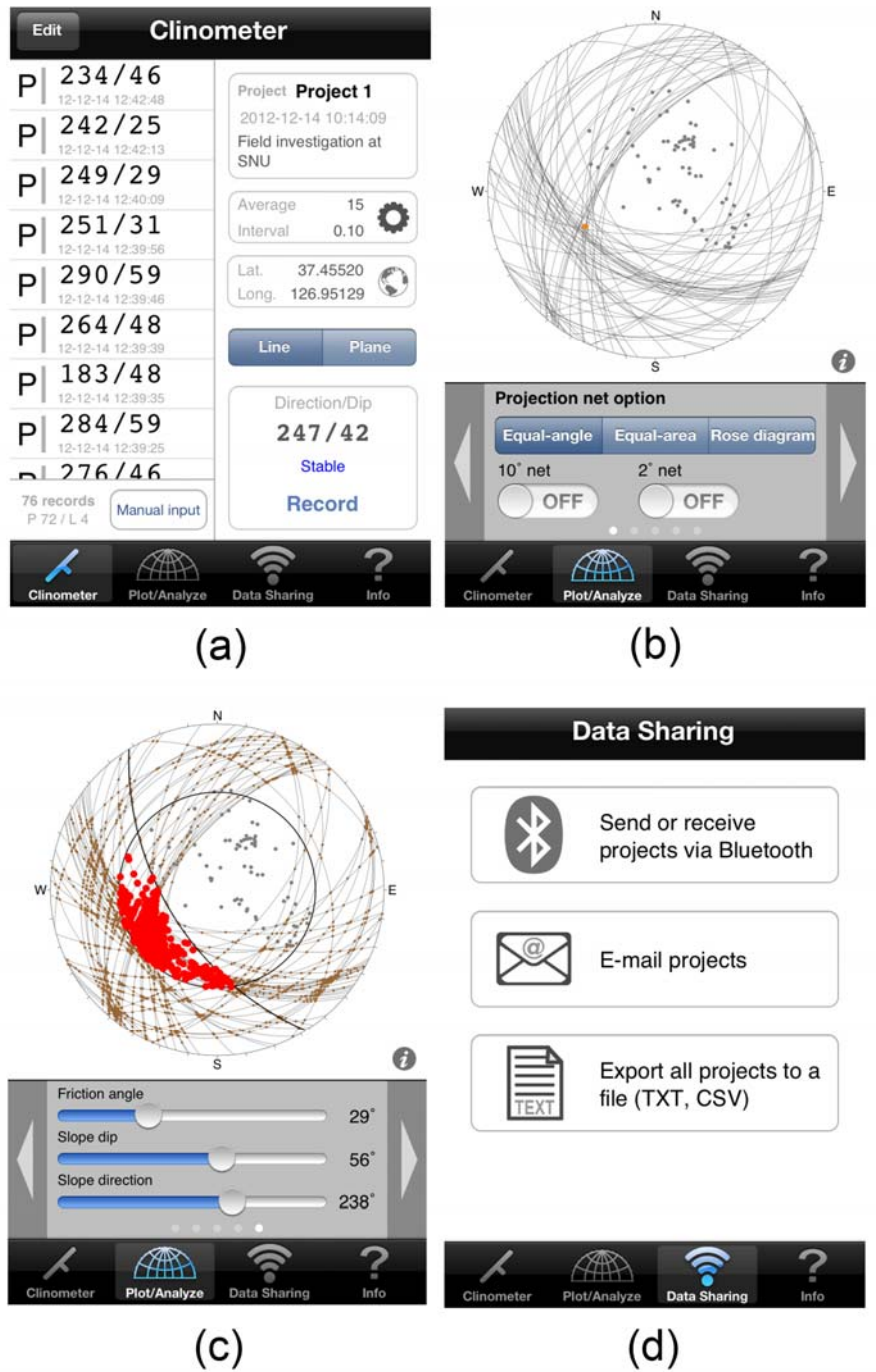 Edit
Clinometer
P 234/46
12-12-14 12:42:48
P 242/25
12-12-14 12:42:13
P 249/29
12-12-14 12:40:09
P 251/31
12-12-14 12:39:56
P 290/59
12-12-14 12:39:46
P 264/48
12-12-14 12:39:39
P 183/48
12-12-14 12:39:35
P 284/59
12-12-14 12:39:25
P 276/46
76 records
P 72 / L 4
Manual input
Project Project 1
2012-12-14 10:14:09
Field investigation at
SNU
Average 15
Interval 0.10
Lat. 37.45520
Long. 126.95129
Line Plane
Direction/Dip
247/42
Stable
Record
Clinometer Plot/Analyze Data Sharing Info
(a)
N
W E
S
i
Projection net option
Equal-angle Equal-area Rose diagram
10° net 2° net
OFF OFF
Clinometer Plot/Analyze Data Sharing Info
(b)
N
W E
S
i
Friction angle
29°
Slope dip
56°
Slope direction
238°
Clinometer Plot/Analyze Data Sharing Info
(c)
Data Sharing
Send or receive
projects via Bluetooth
@
E-mail projects
TEXT
Export all projects to a
file (TXT, CSV)
Clinometer Plot/Analyze Data Sharing Info
(d)